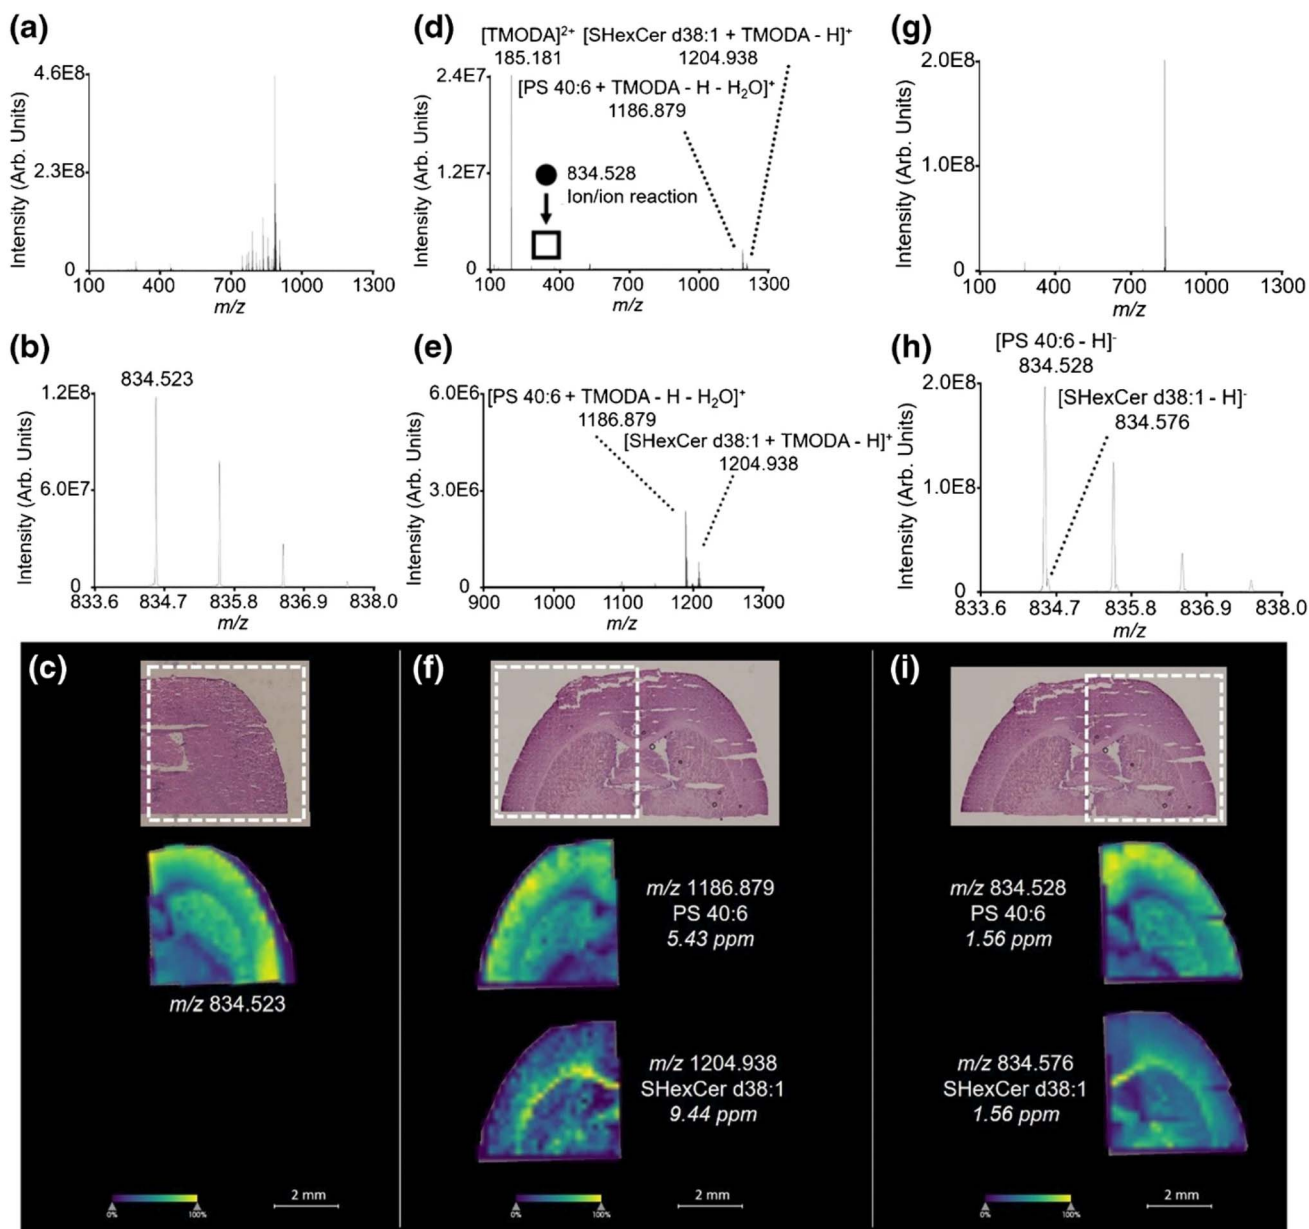 (a)
4.6E8
2.3E8
0
Intensity (Arb. Units)
100 400 700 1000 1300
m/z
(d)
[TMODA]²⁺ [SHexCer d38:1 + TMODA - H]⁺
185.181 1204.938
2.4E7
[PS 40:6 + TMODA - H - H₂O]⁺
1186.879
1.2E7
834.528
Ion/ion reaction
0
Intensity (Arb. Units)
100 400 700 1000 1300
m/z
(g)
2.0E8
1.0E8
0
Intensity (Arb. Units)
100 400 700 1000 1300
m/z
(b)
834.523
1.2E8
6.0E7
0
Intensity (Arb. Units)
833.6 834.7 835.8 836.9 838.0
m/z
(e)
6.0E6
[PS 40:6 + TMODA - H - H₂O]⁺
1186.879
[SHexCer d38:1 + TMODA - H]⁺
1204.938
3.0E6
0
Intensity (Arb. Units)
900 1000 1100 1200 1300
m/z
(h)
[PS 40:6 - H]⁻
834.528
2.0E8
[SHexCer d38:1 - H]⁻
834.576
1.0E8
0
Intensity (Arb. Units)
833.6 834.7 835.8 836.9 838.0
m/z
(c)
m/z 834.523
0% 100%
2 mm
(f)
m/z 1186.879
PS 40:6
5.43 ppm
m/z 1204.938
SHexCer d38:1
9.44 ppm
0% 100%
2 mm
(i)
m/z 834.528
PS 40:6
1.56 ppm
m/z 834.576
SHexCer d38:1
1.56 ppm
0% 100%
2 mm